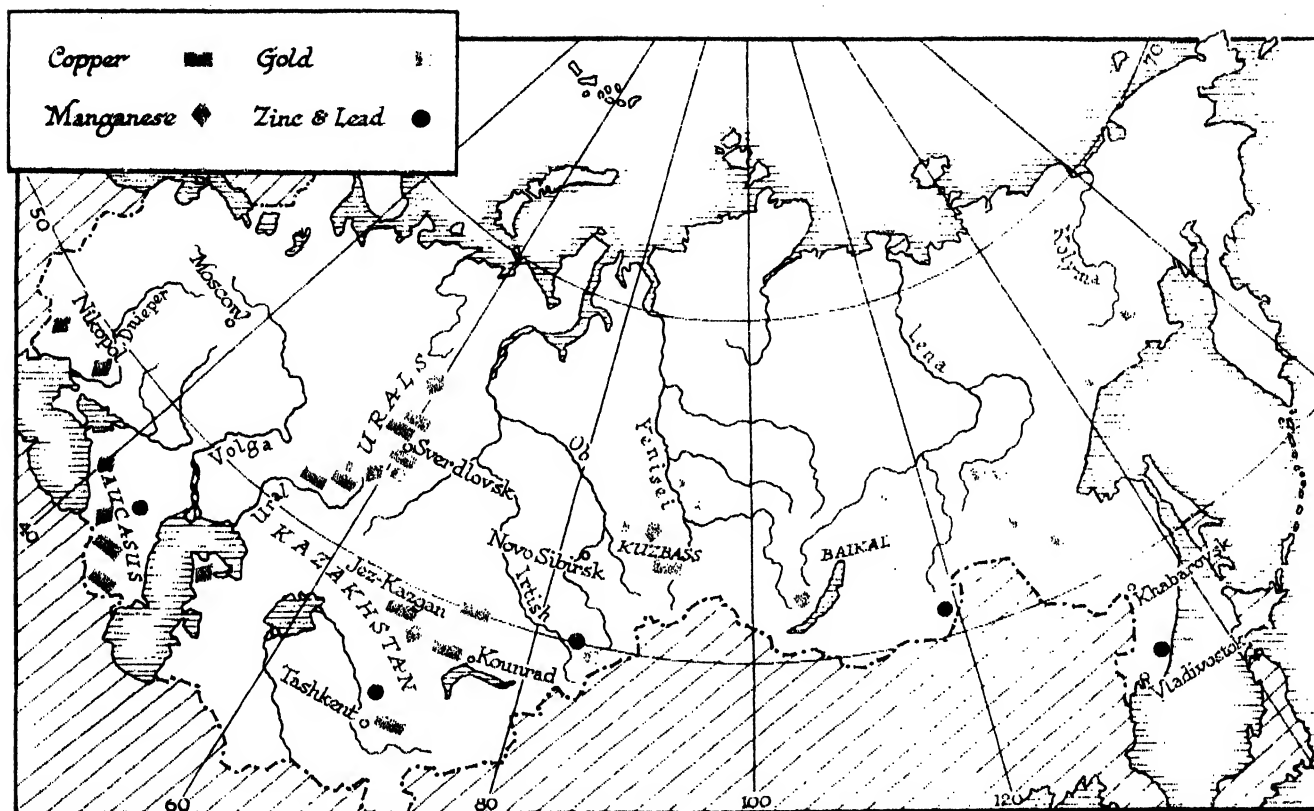 Copper Gold
Manganese Zinc & Lead
70
50
Kolyma
Moscow
Dnieper
Nikopol
Lena
URALS
Ob
Yenisei
Volga
Sverdlovsk
CAUCASUS
40
Ural
KUZBASS
Novo Sibirsk
BAIKAL
KAZAKHSTAN
Jez-Kazgan
Irtish
Khabarovsk
Kounrad
Vladivostok
Tashkent
60
80
100
120